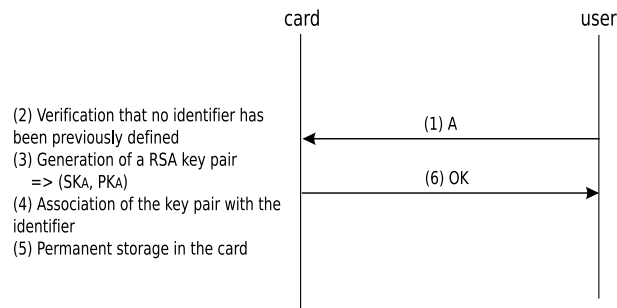 card
user
(2) Verification that no identifier has
been previously defined
(3) Generation of a RSA key pair
=> (SKA, PKA)
(4) Association of the key pair with the
identifier
(5) Permanent storage in the card
(1) A
(6) OK